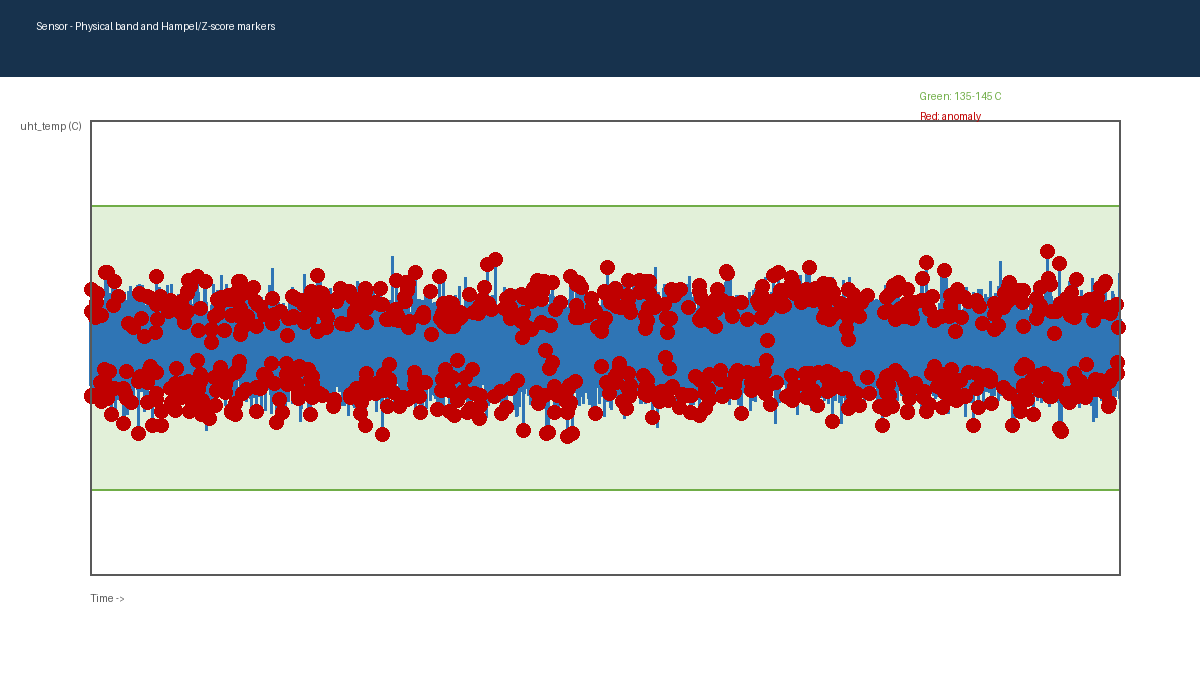 Sensor - Physical band and Hampel/Z-score markers
Green: 135-145 C
Red: anomaly
uht_temp (C)
Time ->